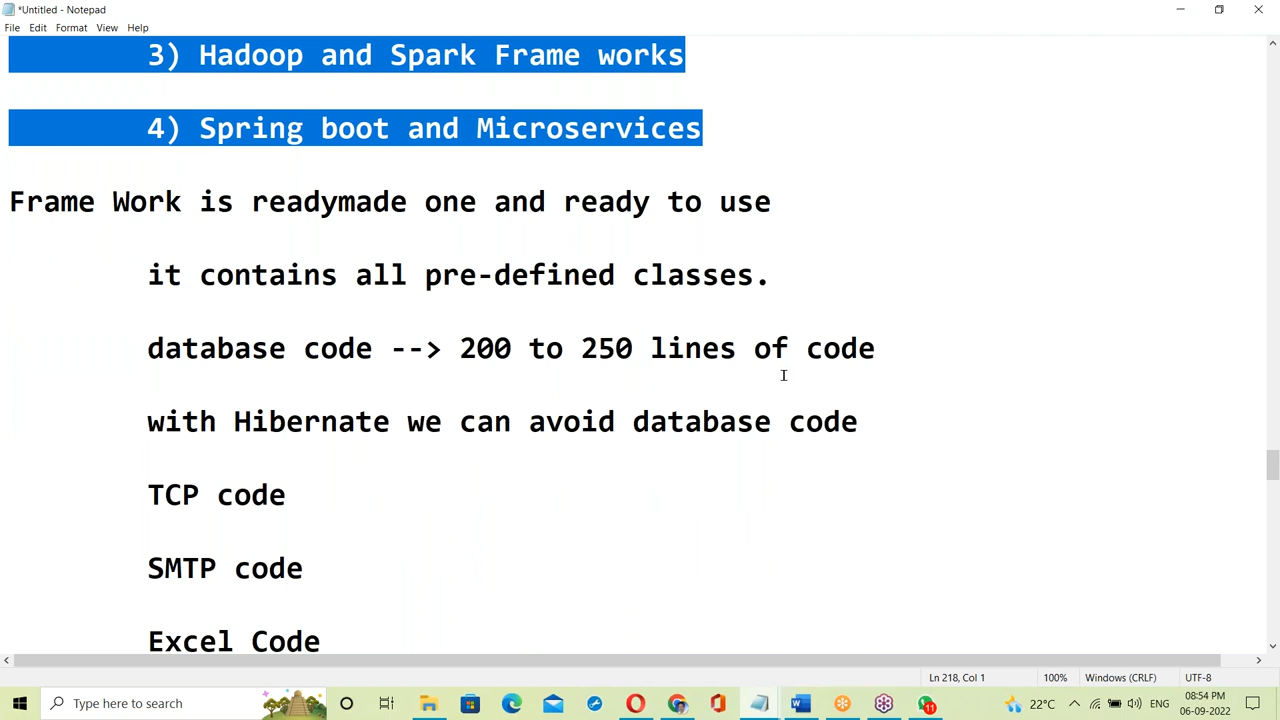 *Untitled - Notepad
File Edit Format View Help
3) Hadoop and Spark Frame works
4) Spring boot and Microservices
Frame Work is readymade one and ready to use
it contains all pre-defined classes.
database code --> 200 to 250 lines of code
with Hibernate we can avoid database code
TCP code
SMTP code
Excel Code
Ln 218, Col 1 100% Windows (CRLF) UTF-8
Type here to search 11 22°C ENG 08:54 PM
06-09-2022